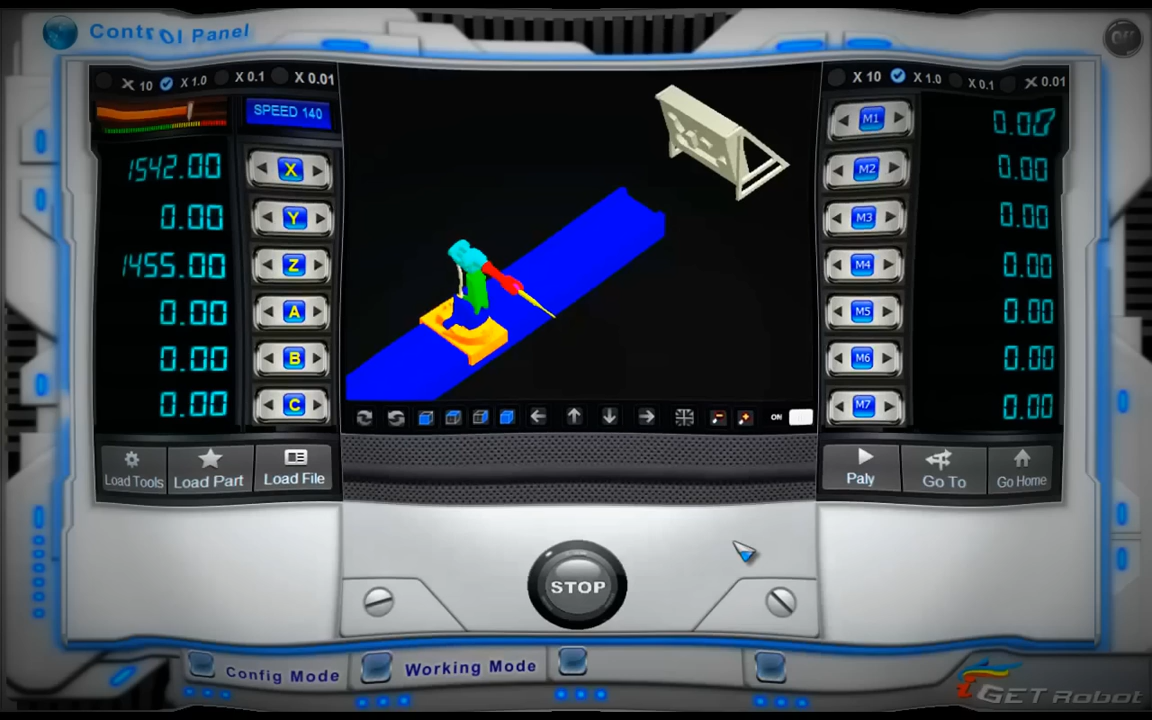 Control Panel
Off
X 10 X 1.0 X 0.1 X 0.01
SPEED 140
1542.00 X
0.00 Y
1455.00 Z
0.00 A
0.00 B
0.00 C
Load Tools Load Part Load File
ON
X 10 X 1.0 X 0.1 X 0.01
M1 0.00
M2 0.00
M3 0.00
M4 0.00
M5 0.00
M6 0.00
M7 0.00
Paly Go To Go Home
STOP
Config Mode Working Mode
iGET Robot